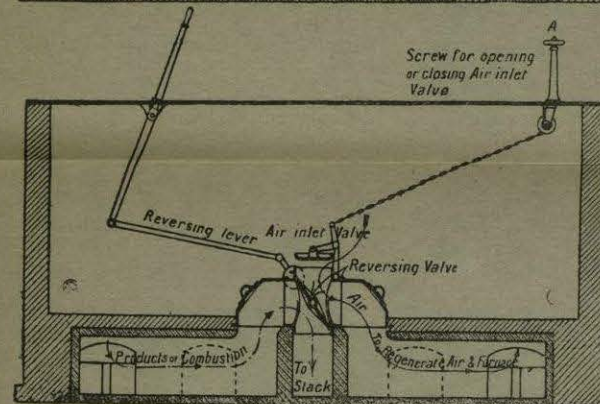 A
Screw for opening
or closing Air inlet
Valve
Reversing lever
Air inlet Valve
Reversing Valve
Air
Products of Combustion
To
Stack
To Regenerate Air & Furnace